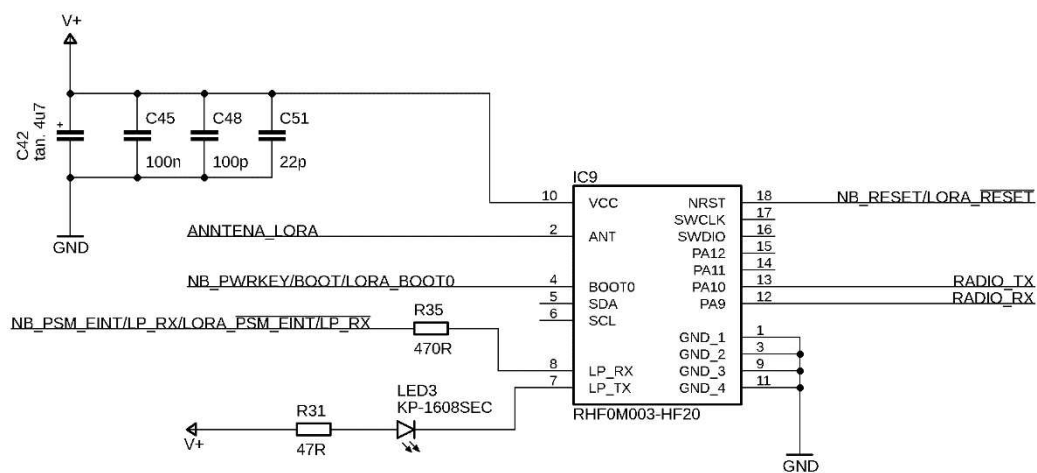 V+
C42
tan. 4u7
+
C45
100n
C48
100p
C51
22p
GND
IC9
10 VCC NRST 18 NB_RESET/LORA_RESET
SWCLK 17
ANNTENA_LORA 2 ANT SWDIO 16
PA12 15
PA11 14
NB_PWRKEY/BOOT/LORA_BOOT0 4 BOOT0 PA10 13 RADIO_TX
5 SDA PA9 12 RADIO_RX
6 SCL
NB_PSM_EINT/LP_RX/LORA_PSM_EINT/LP_RX R35
470R
GND_1 1
GND_2 3
8 LP_RX GND_3 9
7 LP_TX GND_4 11
LED3
KP-1608SEC
RHF0M003-HF20
R31
47R
V+
GND